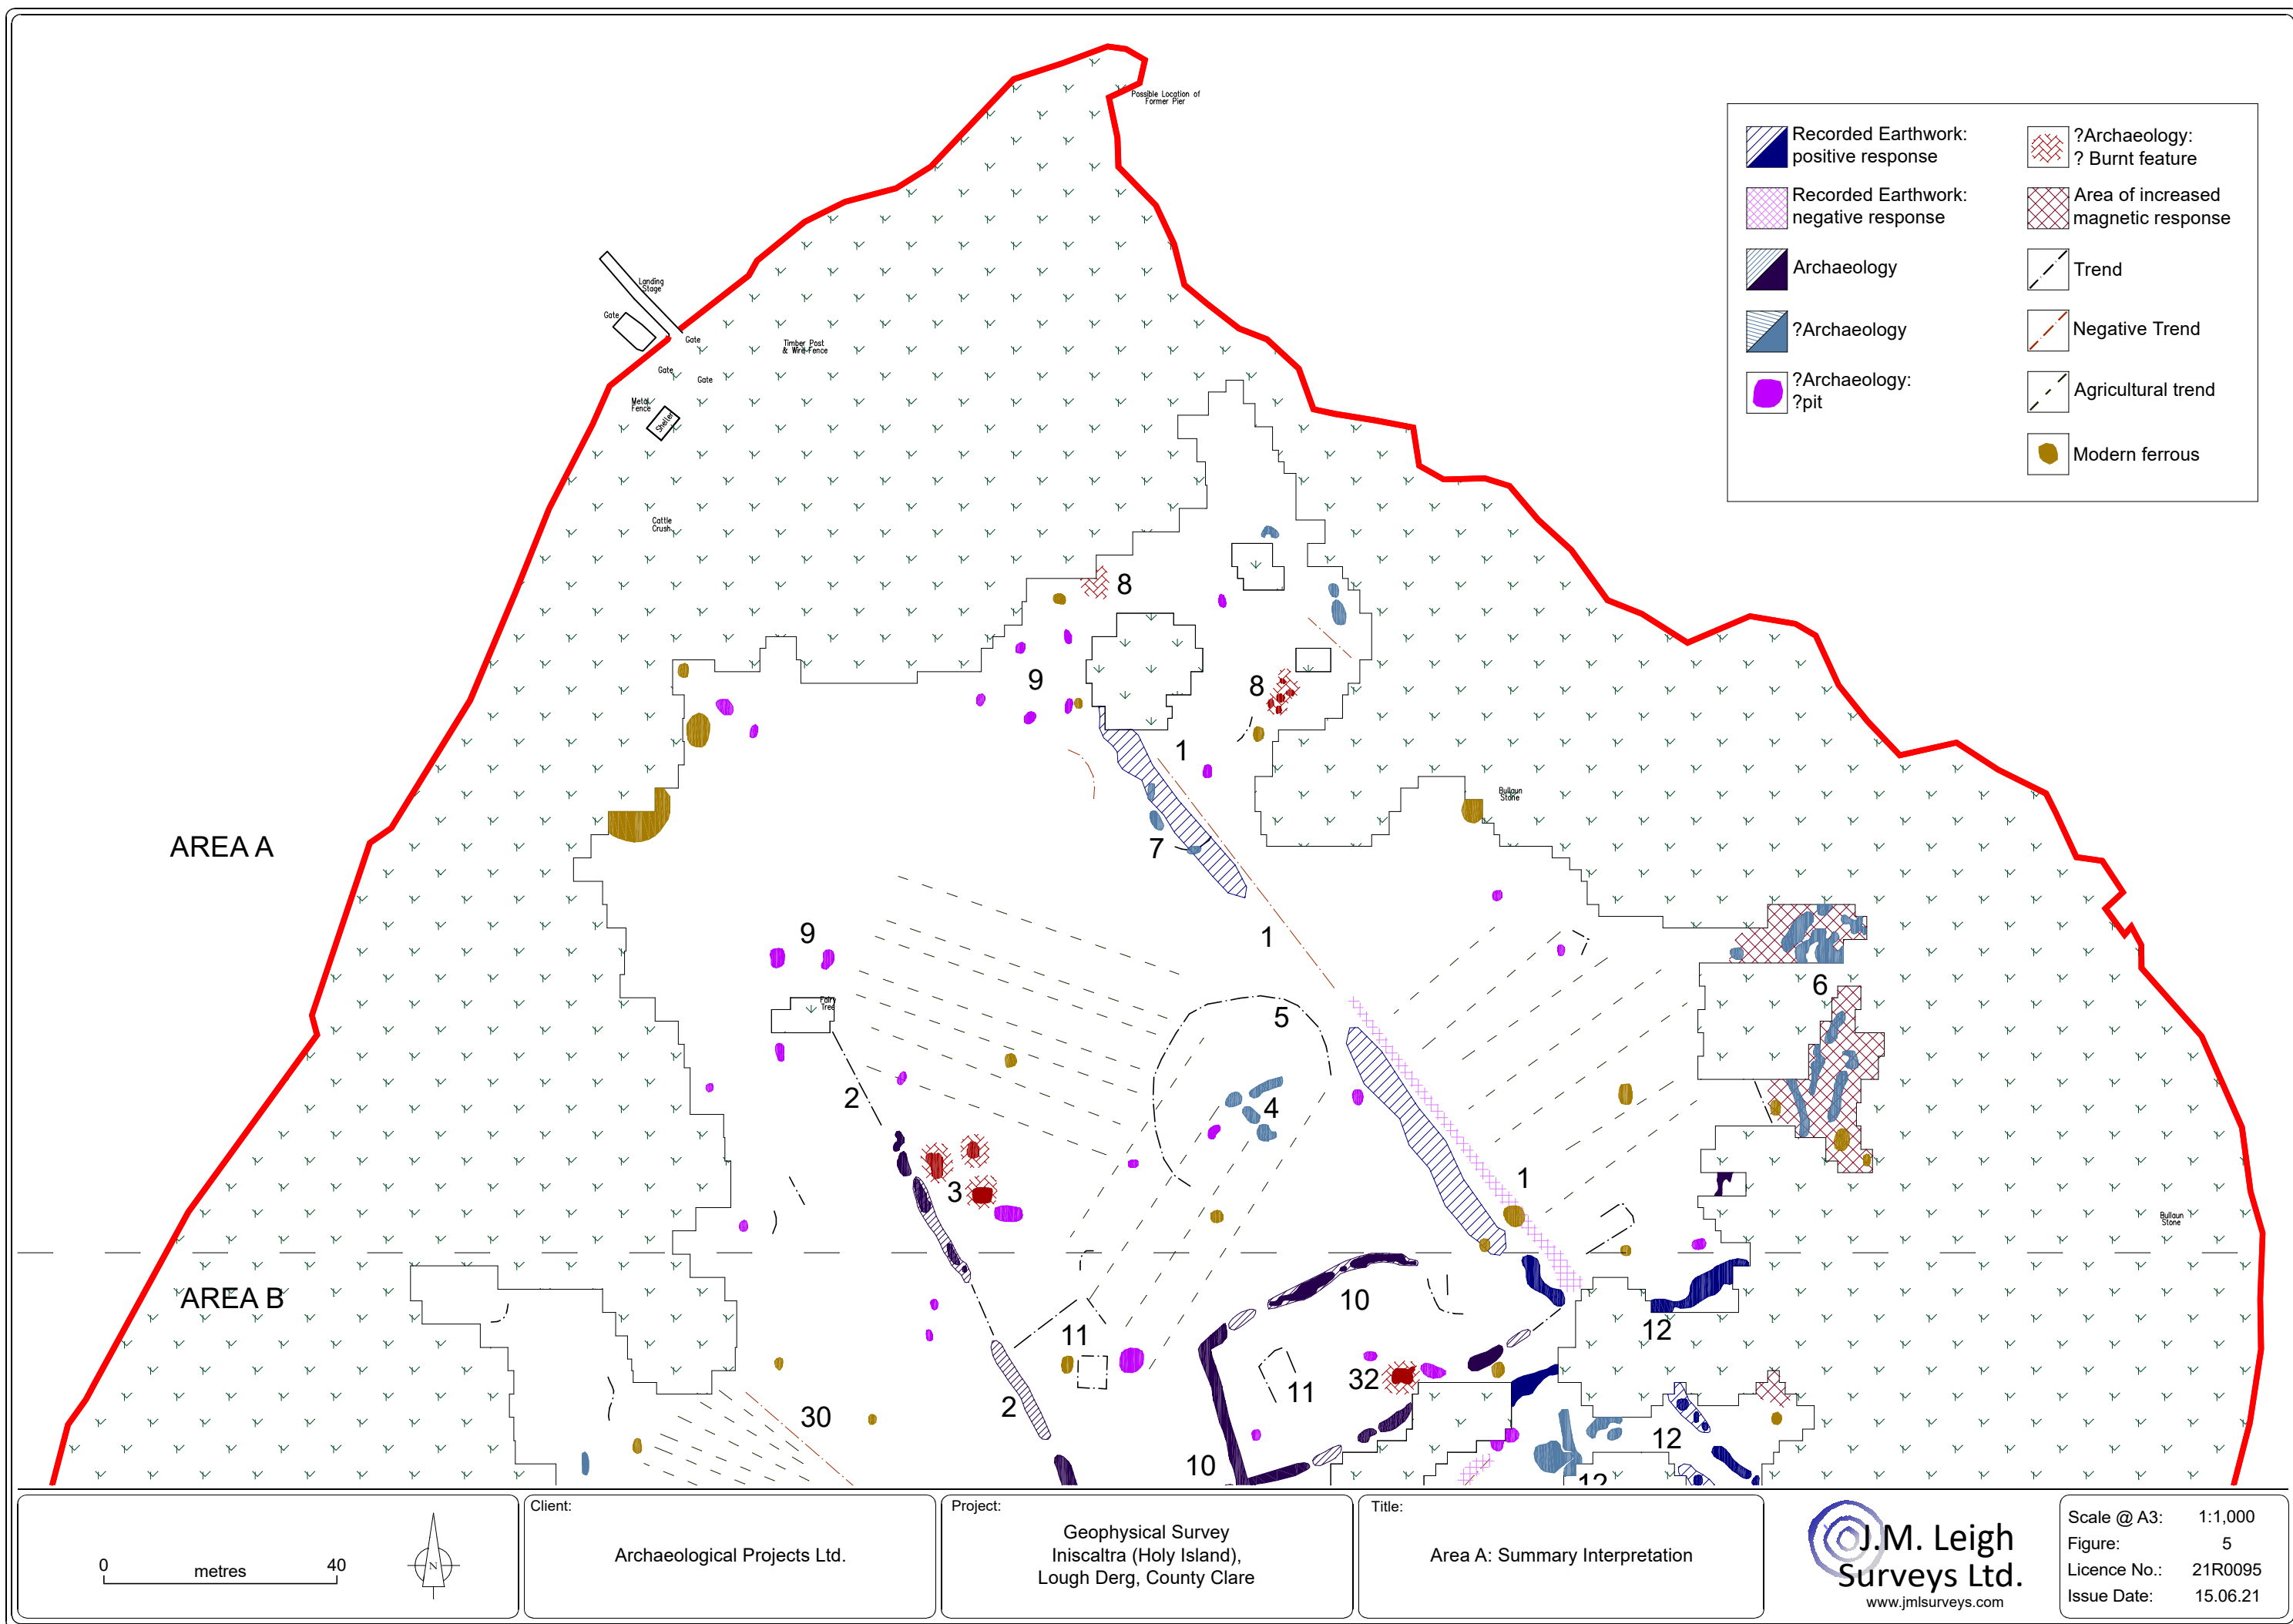 Possible Location of
Former Pier
Recorded Earthwork:
positive response
Recorded Earthwork:
negative response
Archaeology
?Archaeology
?Archaeology:
?pit
?Archaeology:
? Burnt feature
Area of increased
magnetic response
Trend
Negative Trend
Agricultural trend
Modern ferrous
Landing
Stage
Gate
Gate
Timber Post
& Wire Fence
Gate
Gate
Metal
Fence
Shelter
Cattle
Crush
8
9
8
1
Bullaun
Stone
AREA A
7
9
1
6
Fairy
Tree
5
2
4
3
1
Bullaun
Stone
AREA B
10
12
11
32
11
2
30
12
10
12
0
metres
40
N
Client:
Archaeological Projects Ltd.
Project:
Geophysical Survey
Iniscaltra (Holy Island),
Lough Derg, County Clare
Title:
Area A: Summary Interpretation
J.M. Leigh
Surveys Ltd.
www.jmlsurveys.com
Scale @ A3: 1:1,000
Figure: 5
Licence No.: 21R0095
Issue Date: 15.06.21